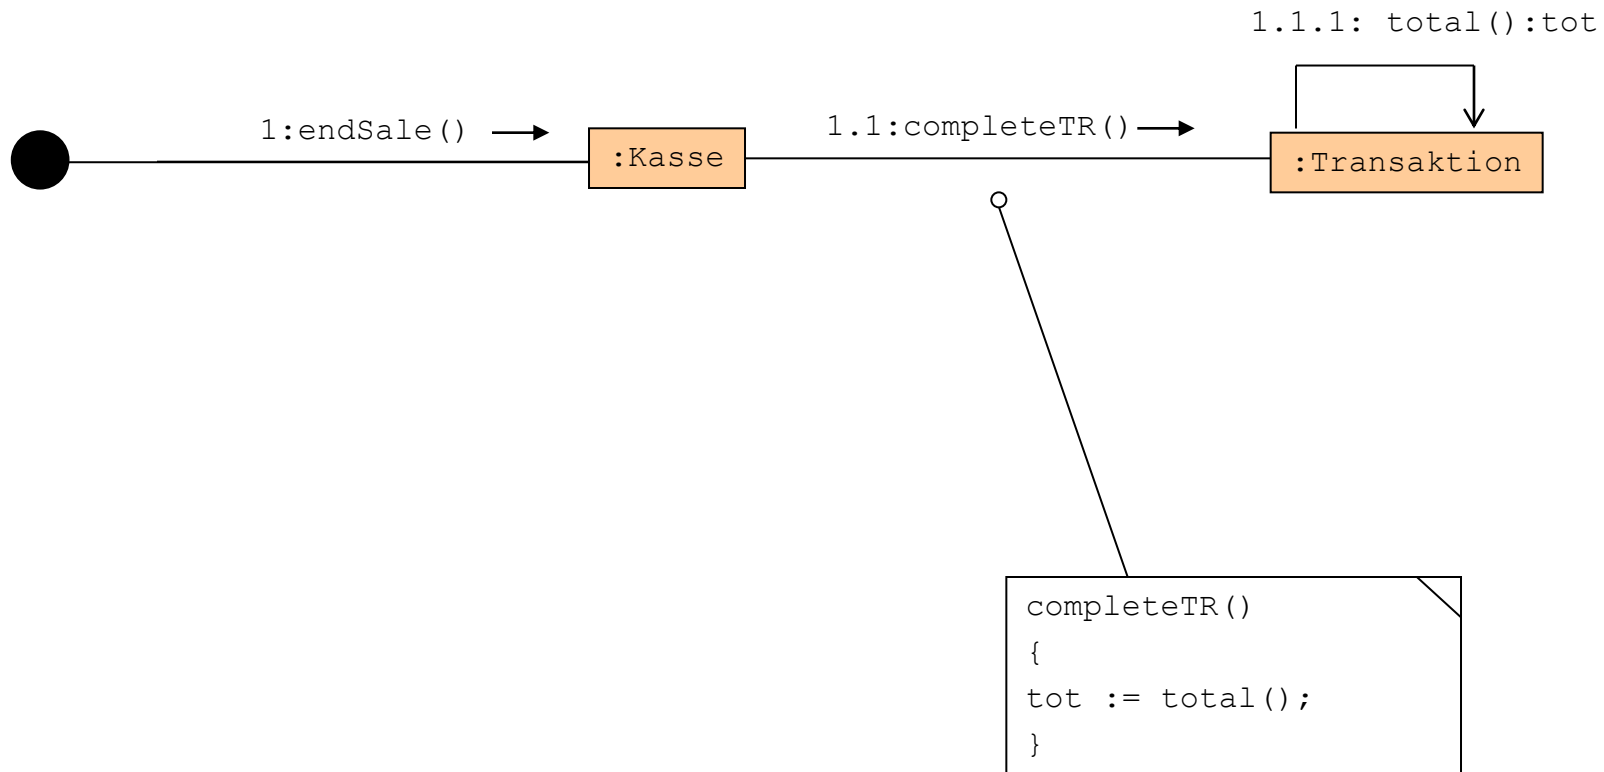 1.1.1: total():tot
1:endSale()
1.1:completeTR()
:Kasse
:Transaktion
completeTR()
{
tot := total();
}